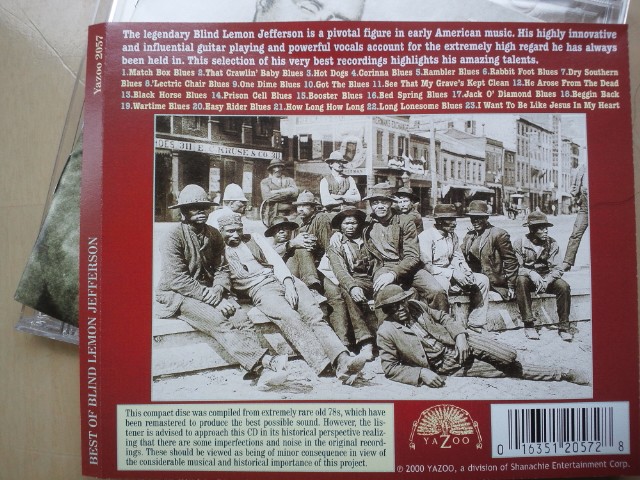 Yazoo 2057
BEST OF BLIND LEMON JEFFERSON
The legendary Blind Lemon Jefferson is a pivotal figure in early American music. His highly innovative
and influential guitar playing and powerful vocals account for the extremely high regard he has always
been held in. This selection of his very best recordings highlights his amazing talents.
1.Match Box Blues 2.That Crawlin' Baby Blues 3.Hot Dogs 4.Corinna Blues 5.Rambler Blues 6.Rabbit Foot Blues 7.Dry Southern
Blues 8.'Lectric Chair Blues 9.One Dime Blues 10.Got The Blues 11.See That My Grave's Kept Clean 12.He Arose From The Dead
13.Black Horse Blues 14.Prison Cell Blues 15.Booster Blues 16.Bed Spring Blues 17.Jack O' Diamond Blues 18.Beggin Back
19.Wartime Blues 20.Easy Rider Blues 21.How Long How Long 22.Long Lonesome Blues 23.I Want To Be Like Jesus In My Heart
KRUSE & CO
This compact disc was compiled from extremely rare old 78s, which have
been remastered to produce the best possible sound. However, the lis-
tener is advised to approach this CD in its historical perspective realiz-
ing that there are some imperfections and noise in the original record-
ings. These should be viewed as being of minor consequence in view of
the considerable musical and historical importance of this project.
YAZOO
0 16351 20572 8
© 2000 YAZOO, a division of Shanachie Entertainment Corp.